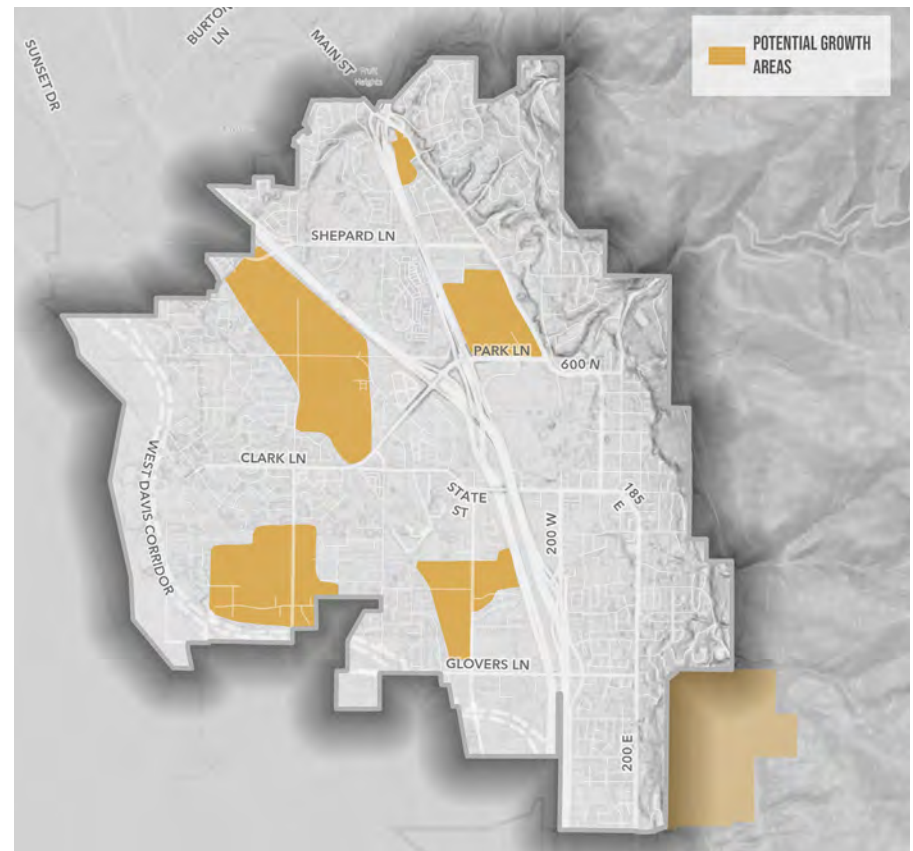 POTENTIAL GROWTH
AREAS
BURTON
LN
MAIN ST
SUNSET DR
Heights
SHEPARD LN
PARK LN
600 N
CLARK LN
WEST DAVIS CORRIDOR
STATE
ST
200 W
185
E
GLOVERS LN
200 E